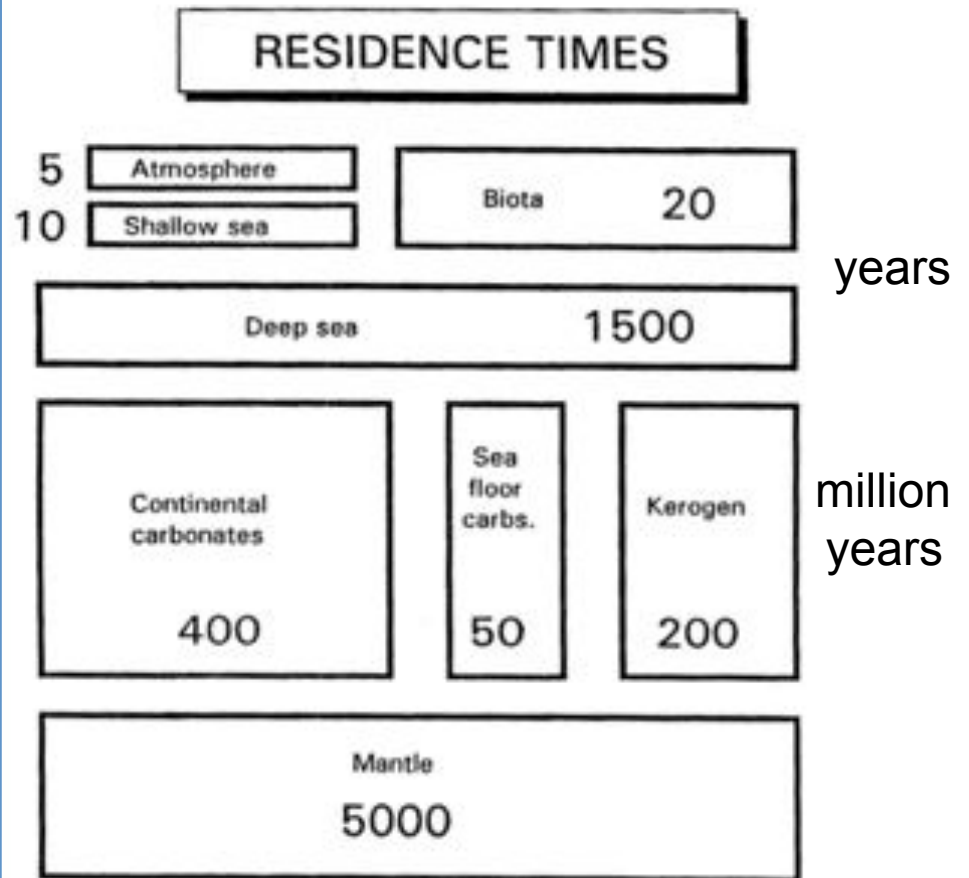 RESIDENCE TIMES
5 Atmosphere
10 Shallow sea
Biota 20
years
Deep sea 1500
Continental
carbonates
400
Sea
floor
carbs.
50
Kerogen
200
million
years
Mantle
5000